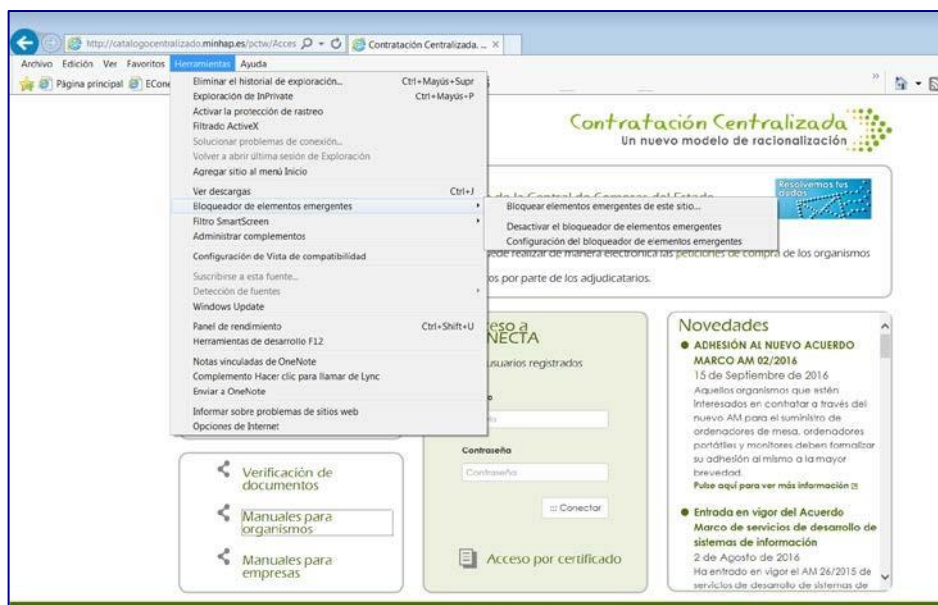 http://catalogocentralizado.minhap.es/pctw/Acces
Contratación Centralizada. ...
Archivo Edición Ver Favoritos Herramientas Ayuda
Página principal ECone
Eliminar el historial de exploración... Ctrl+Mayús+Supr
Exploración de InPrivate Ctrl+Mayús+P
Activar la protección de rastreo
Filtrado ActiveX
Solucionar problemas de conexión...
Volver a abrir última sesión de Exploración
Agregar sitio al menú Inicio
Ver descargas Ctrl+J
Bloqueador de elementos emergentes
Filtro SmartScreen
Administrar complementos
Configuración de Vista de compatibilidad
Suscribirse a esta fuente...
Detección de fuentes
Windows Update
Panel de rendimiento Ctrl+Shift+U
Herramientas de desarrollo F12
Notas vinculadas de OneNote
Complemento Hacer clic para llamar de Lync
Enviar a OneNote
Informar sobre problemas de sitios web
Opciones de Internet
Bloquear elementos emergentes de este sitio...
Desactivar el bloqueador de elementos emergentes
Configuración del bloqueador de elementos emergentes
Contratación Centralizada
Un nuevo modelo de racionalización
de la Central de Compras del Estado
Resolvemos tus
dudas
ede realizar de manera electrónica las peticiones de compra de los organismos
os por parte de los adjudicatarios.
eso a
NECTA
usuarios registrados
Contraseña
Contraseña
::: Conectar
Acceso por certificado
Verificación de
documentos
Manuales para
organismos
Manuales para
empresas
Novedades
ADHESIÓN AL NUEVO ACUERDO
MARCO AM 02/2016
15 de Septiembre de 2016
Aquellos organismos que estén
interesados en contratar a través del
nuevo AM para el suministro de
ordenadores de mesa, ordenadores
portátiles y monitores deben formalizar
su adhesión al mismo a la mayor
brevedad.
Pulse aquí para ver más información
Entrada en vigor del Acuerdo
Marco de servicios de desarrollo de
sistemas de información
2 de Agosto de 2016
Ha entrado en vigor el AM 26/2015 de
servicios de desarrollo de sistemas de